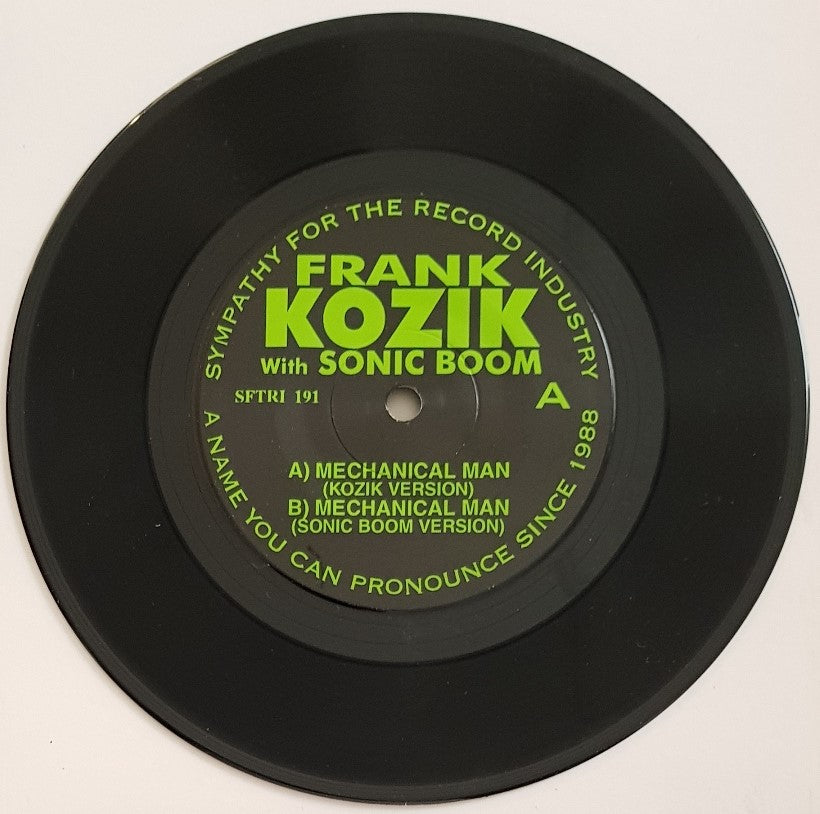 SYMPATHY FOR THE RECORD INDUSTRY
FRANK
KOZIK
With SONIC BOOM
SFTRI 191
A
A) MECHANICAL MAN
(KOZIK VERSION)
B) MECHANICAL MAN
(SONIC BOOM VERSION)
A NAME YOU CAN PRONOUNCE SINCE 1988